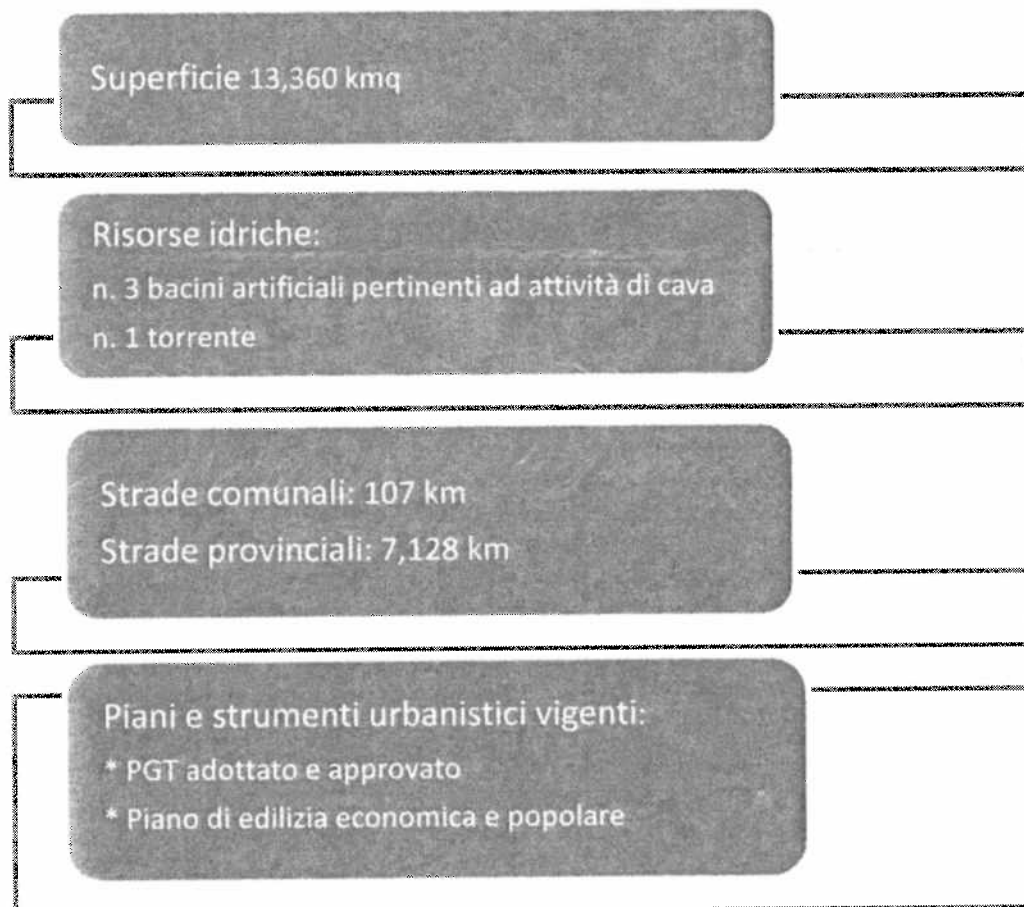 Superficie 13,360 kmq
Risorse idriche:
n. 3 bacini artificiali pertinenti ad attività di cava
n. 1 torrente
Strade comunali: 107 km
Strade provinciali: 7,128 km
Piani e strumenti urbanistici vigenti:
* PGT adottato e approvato
* Piano di edilizia economica e popolare